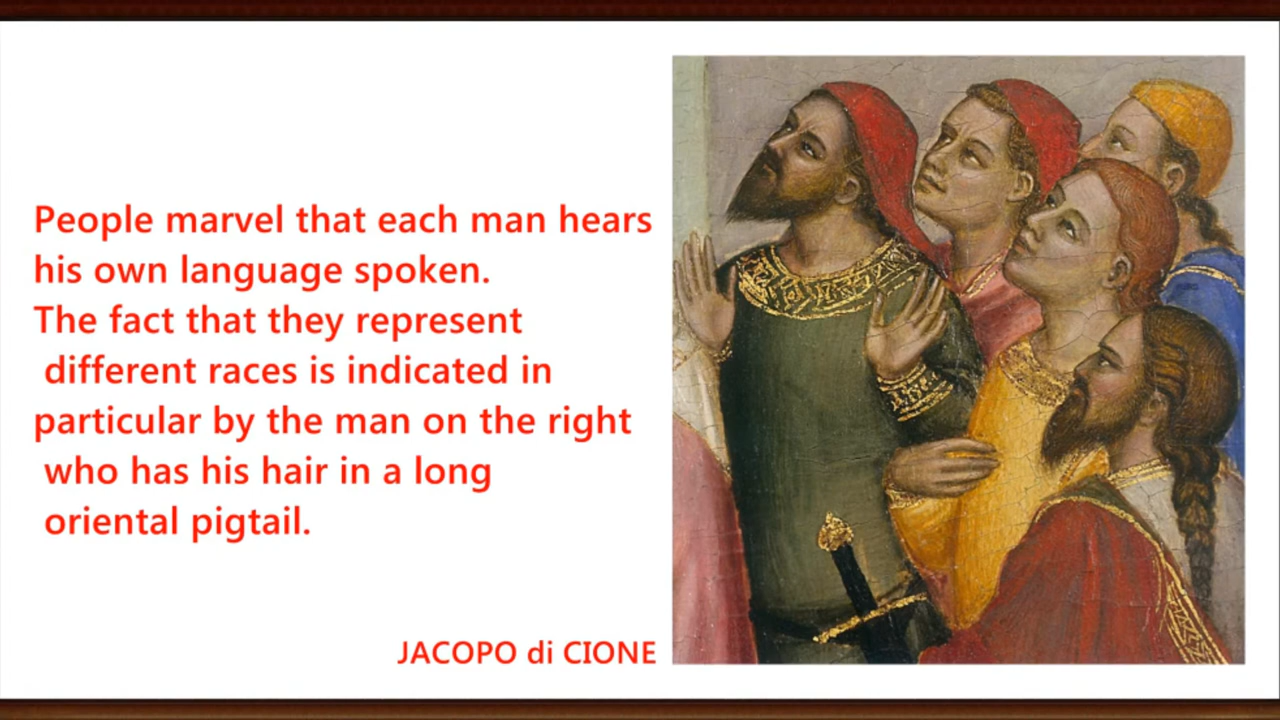 People marvel that each man hears
his own language spoken.
The fact that they represent
different races is indicated in
particular by the man on the right
who has his hair in a long
oriental pigtail.
JACOPO di CIONE